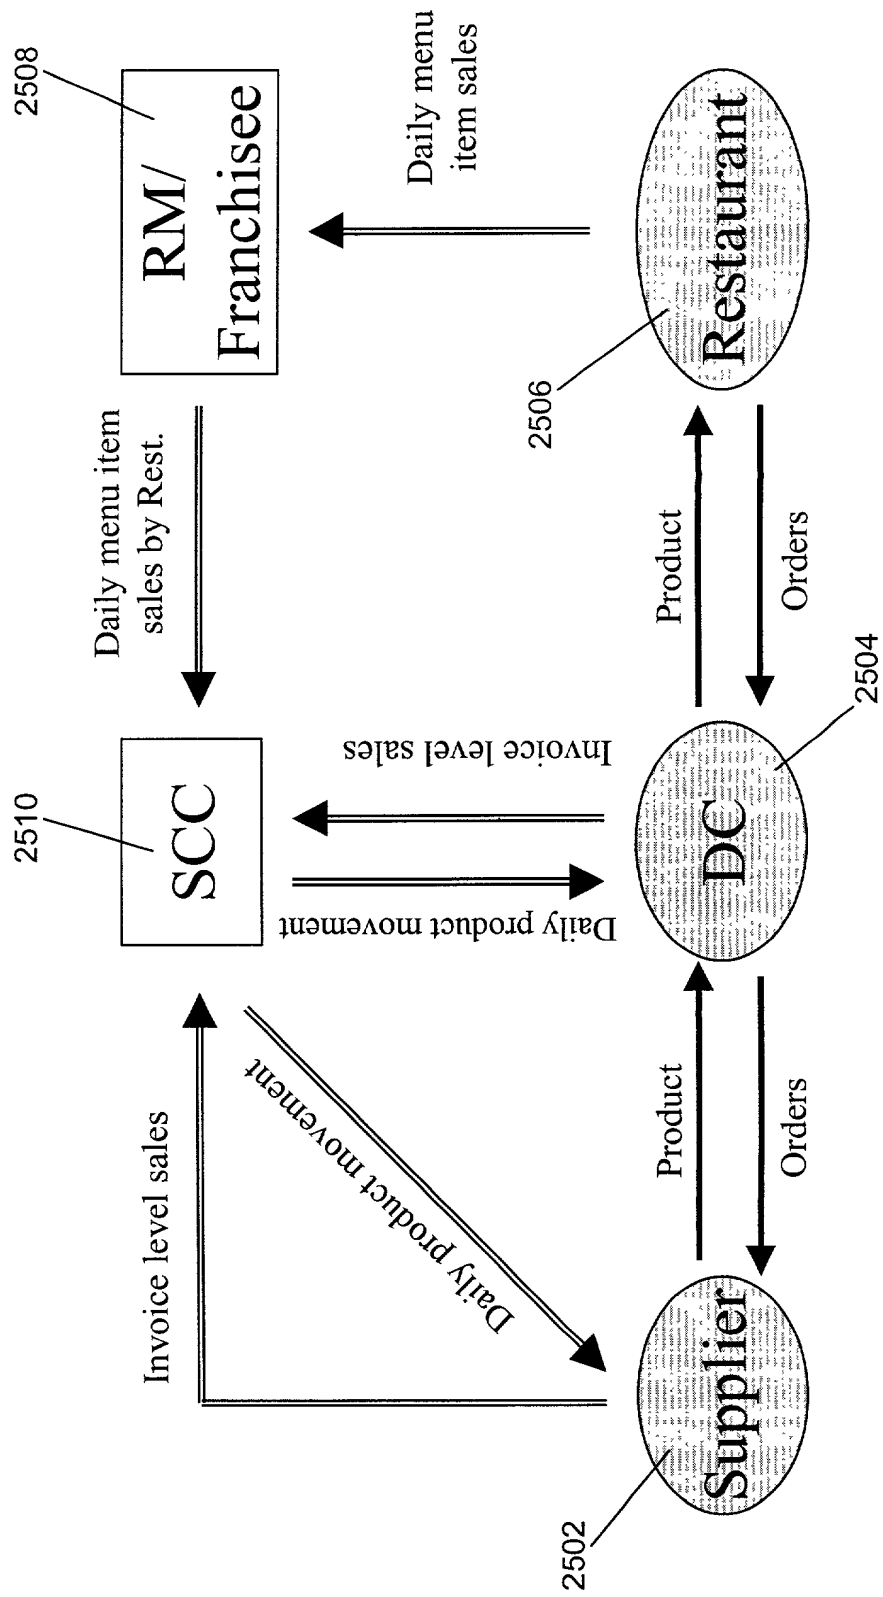 2508
RM/
Franchisee
Daily menu
item sales
Daily menu item
sales by Rest.
2510
SCC
Invoice level sales
Daily product movement
Invoice level sales
Daily product movement
2506
Restaurant
Product
Orders
2504
DC
Product
Orders
2502
Supplier